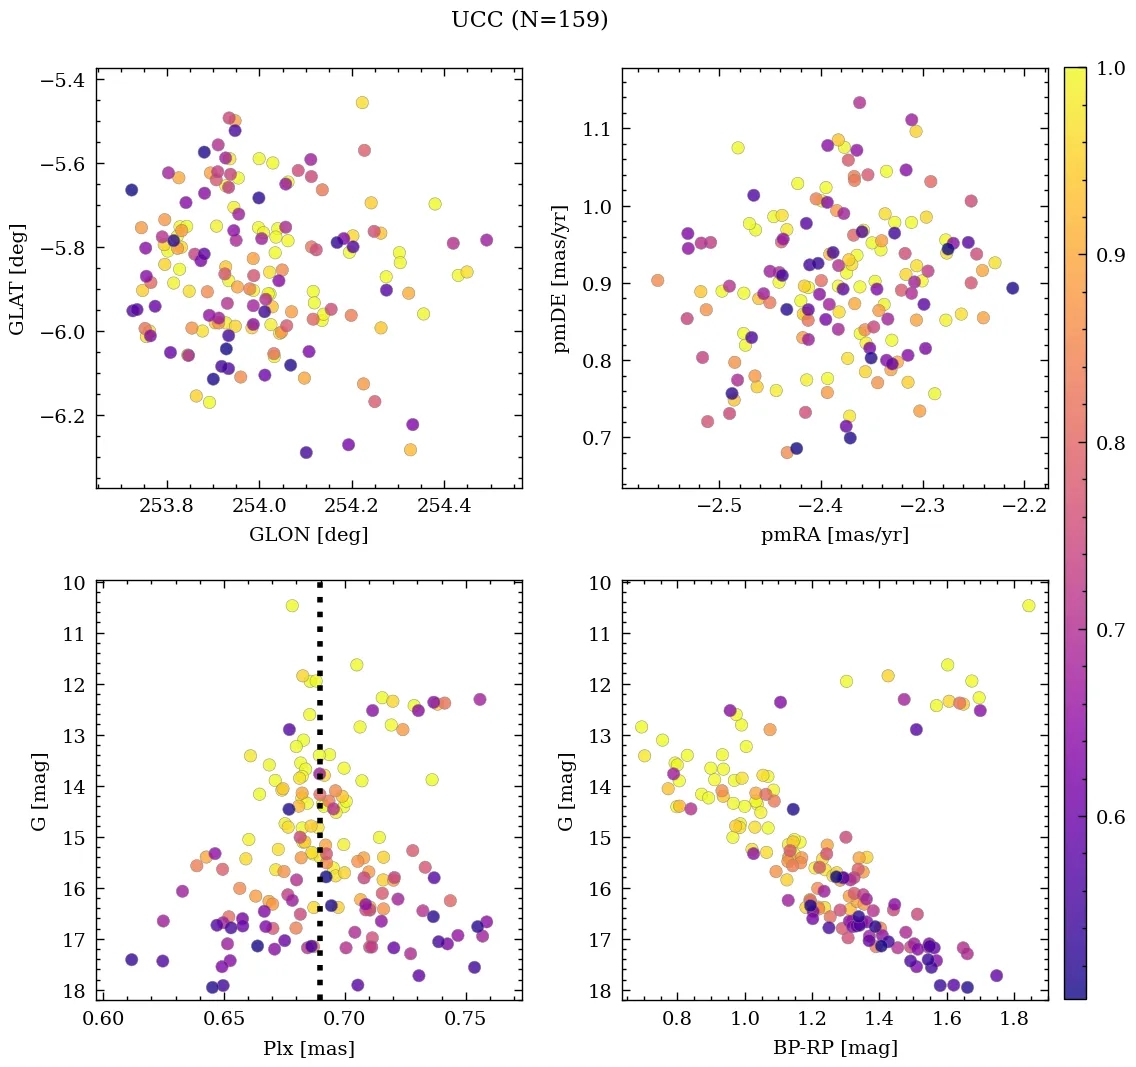 UCC (N=159)
−5.4
−5.6
−5.8
−6.0
−6.2
GLAT [deg]
253.8 254.0 254.2 254.4
GLON [deg]
1.1
1.0
0.9
0.8
0.7
pmDE [mas/yr]
−2.5 −2.4 −2.3 −2.2
pmRA [mas/yr]
10
11
12
13
14
15
16
17
18
G [mag]
0.60 0.65 0.70 0.75
Plx [mas]
10
11
12
13
14
15
16
17
18
G [mag]
0.8 1.0 1.2 1.4 1.6 1.8
BP-RP [mag]
1.0
0.9
0.8
0.7
0.6